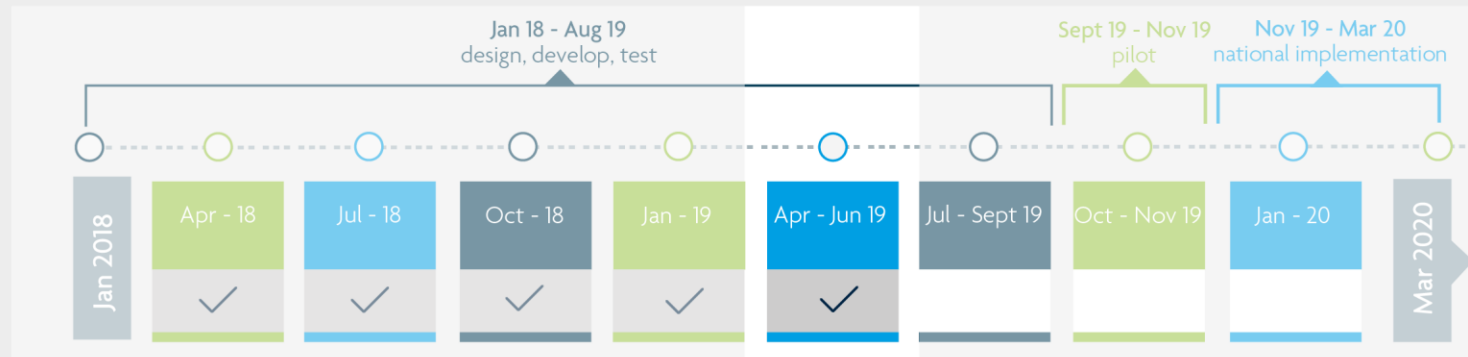 Jan 18 - Aug 19
design, develop, test
Sept 19 - Nov 19
pilot
Nov 19 - Mar 20
national implementation
Jan 2018
Apr - 18
Jul - 18
Oct - 18
Jan - 19
Apr - Jun 19
Jul - Sept 19
Oct - Nov 19
Jan - 20
Mar 2020